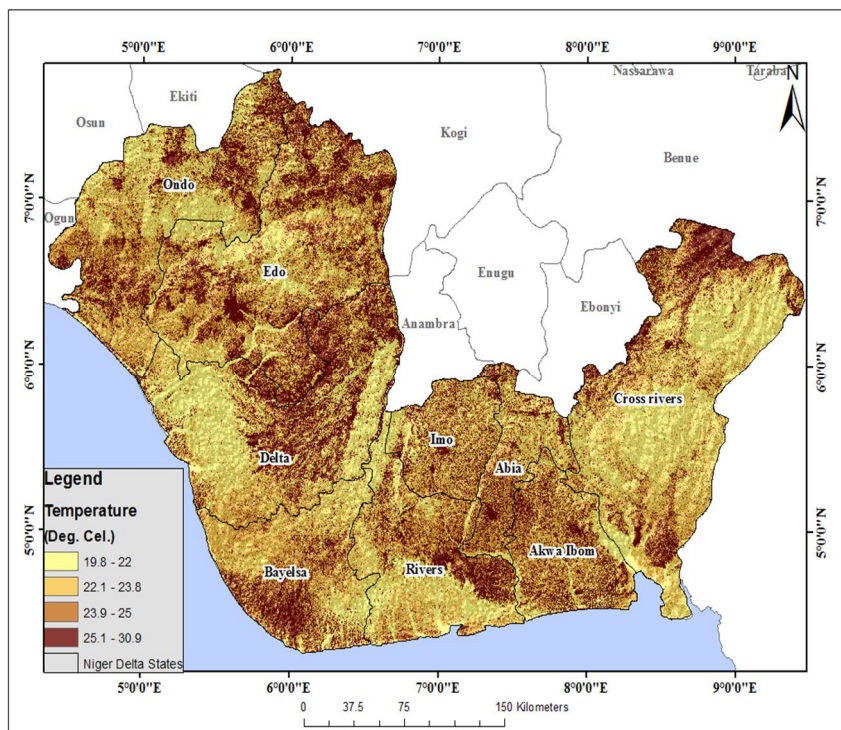 5°0'0"E 6°0'0"E 7°0'0"E 8°0'0"E 9°0'0"E
Nassarawa Taraba
N
Ekiti
Osun
Kogi
Benue
Ondo
7°0'0"N 7°0'0"N
Ogun
Edo
Enugu
Ebonyi
Anambra
6°0'0"N 6°0'0"N
Cross rivers
Imo
Delta
Abia
Legend
Temperature
(Deg. Cel.)
19.8 - 22
22.1 - 23.8
23.9 - 25
25.1 - 30.9
Niger Delta States
5°0'0"N 5°0'0"N
Akwa Ibom
Bayelsa
Rivers
5°0'0"E 6°0'0"E 7°0'0"E 8°0'0"E 9°0'0"E
0 37.5 75 150 Kilometers